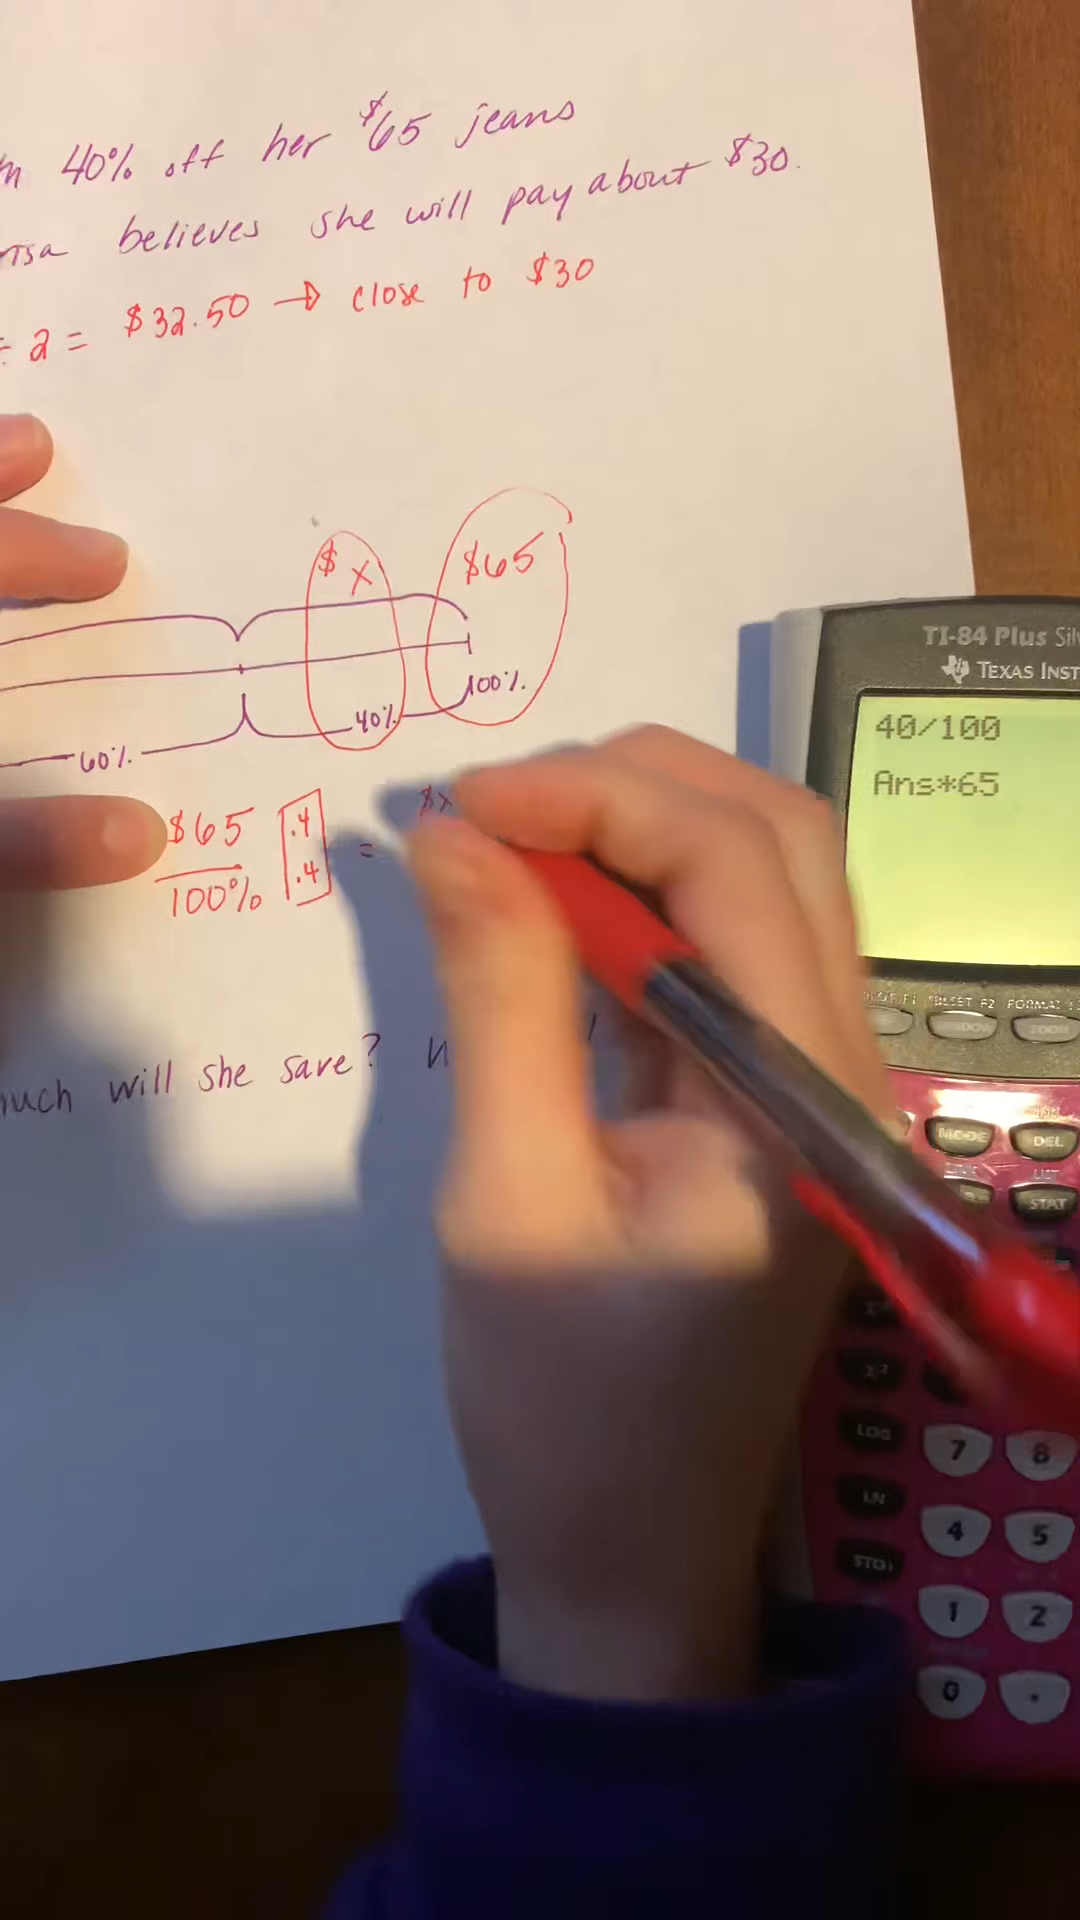 40% off her $65 jeans
believes she will pay about $30.
÷ 2 = $32.50 → close to $30
$ x $65
100%.
40%
60%.
$65 .4 = $x
100% .4
much will she save?
TI-84 Plus Sil
TEXAS INST
40/100
Ans*65
MODE DEL
STAT
LOG 7 8
LN 4 5
STO 1 2
0 .